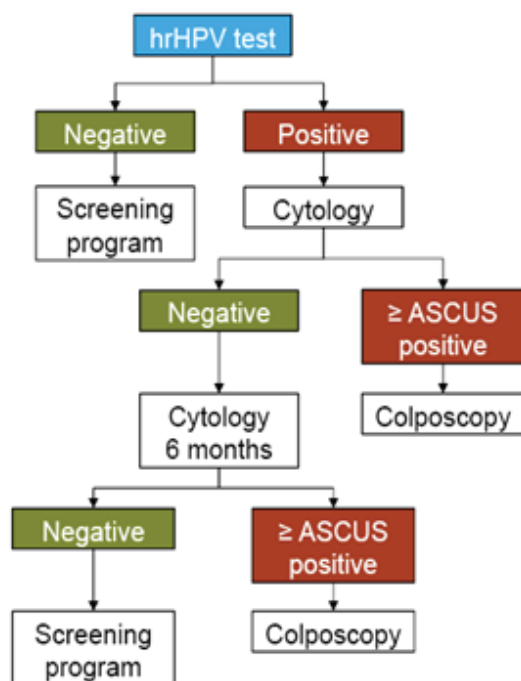 hrHPV test
Negative
Positive
Screening
program
Cytology
Negative
≥ ASCUS
positive
Cytology
6 months
Colposcopy
Negative
≥ ASCUS
positive
Screening
program
Colposcopy